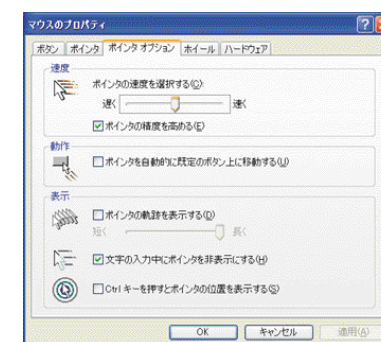 マウスのプロパティ
ボタン ポインタ ポインタ オプション ホイール ハードウェア
速度
ポインタの速度を選択する(C):
遅く 速く
ポインタの精度を高める(E)
動作
ポインタを自動的に既定のボタン上に移動する(U)
表示
ポインタの軌跡を表示する(D)
短く 長く
文字の入力中にポインタを非表示にする(H)
Ctrl キーを押すとポインタの位置を表示する(S)
OK キャンセル 適用(A)